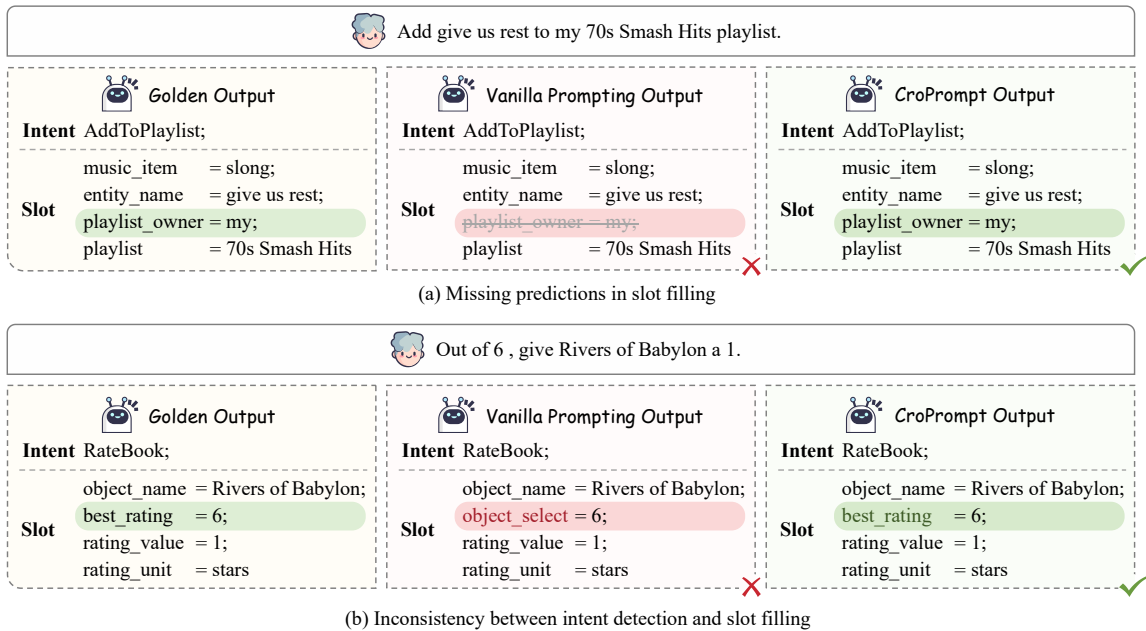 Add give us rest to my 70s Smash Hits playlist.
Golden Output
Intent AddToPlaylist;
Slot
music_item = slong;
entity_name = give us rest;
playlist_owner = my;
playlist = 70s Smash Hits
Vanilla Prompting Output
Intent AddToPlaylist;
Slot
music_item = slong;
entity_name = give us rest;
playlist_owner = my;
playlist = 70s Smash Hits
CroPrompt Output
Intent AddToPlaylist;
Slot
music_item = slong;
entity_name = give us rest;
playlist_owner = my;
playlist = 70s Smash Hits
(a) Missing predictions in slot filling
Out of 6 , give Rivers of Babylon a 1.
Golden Output
Intent RateBook;
Slot
object_name = Rivers of Babylon;
best_rating = 6;
rating_value = 1;
rating_unit = stars
Vanilla Prompting Output
Intent RateBook;
Slot
object_name = Rivers of Babylon;
object_select = 6;
rating_value = 1;
rating_unit = stars
CroPrompt Output
Intent RateBook;
Slot
object_name = Rivers of Babylon;
best_rating = 6;
rating_value = 1;
rating_unit = stars
(b) Inconsistency between intent detection and slot filling